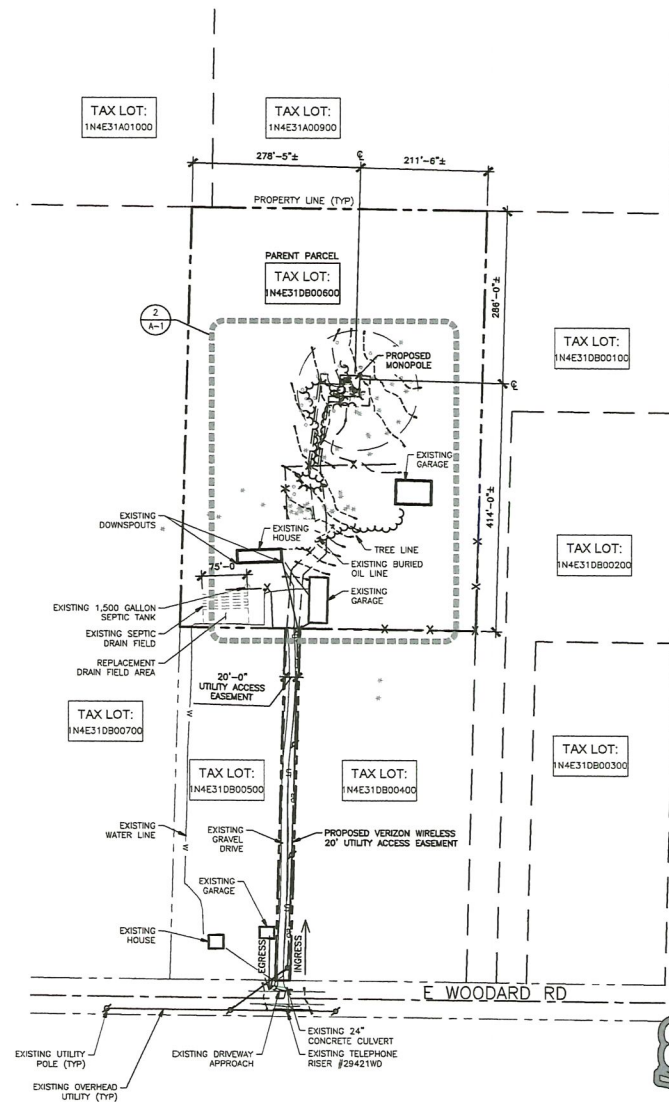 TAX LOT:
1N4E31A01000
TAX LOT:
1N4E31A00900
278'-5"±
℄
211'-6"±
PROPERTY LINE (TYP)
PARENT PARCEL
TAX LOT:
1N4E31DB00600
286'-0"±
2
A-1
PROPOSED
MONOPOLE
TAX LOT:
1N4E31DB00100
℄
EXISTING
GARAGE
414'-0"±
EXISTING
DOWNSPOUTS
EXISTING
HOUSE
TREE LINE
EXISTING BURIED
OIL LINE
TAX LOT:
1N4E31DB00200
75'-0
EXISTING
GARAGE
EXISTING 1,500 GALLON
SEPTIC TANK
EXISTING SEPTIC
DRAIN FIELD
REPLACEMENT
DRAIN FIELD AREA
20'-0"
UTILITY ACCESS
EASEMENT
TAX LOT:
1N4E31DB00700
W
TAX LOT:
1N4E31DB00500
TAX LOT:
1N4E31DB00400
TAX LOT:
1N4E31DB00300
UT
EXISTING
WATER LINE
W
EXISTING
GRAVEL
DRIVE
PROPOSED VERIZON WIRELESS
20' UTILITY ACCESS EASEMENT
EXISTING
GARAGE
UT
EXISTING
HOUSE
EGRESS
INGRESS
E WOODARD RD
EXISTING 24"
CONCRETE CULVERT
EXISTING UTILITY
POLE (TYP)
EXISTING DRIVEWAY
APPROACH
EXISTING TELEPHONE
RISER #29421WD
EXISTING OVERHEAD
UTILITY (TYP)